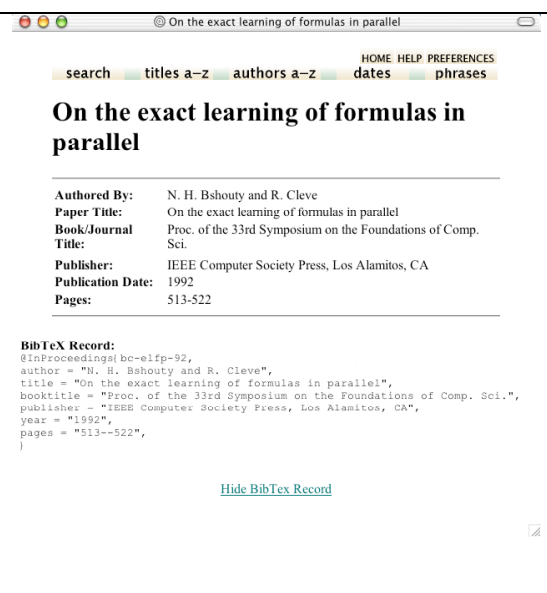 On the exact learning of formulas in parallel
HOME HELP PREFERENCES
search titles a–z authors a–z dates phrases
On the exact learning of formulas in
parallel
Authored By: N. H. Bshouty and R. Cleve
Paper Title: On the exact learning of formulas in parallel
Book/Journal Proc. of the 33rd Symposium on the Foundations of Comp.
Title: Sci.
Publisher: IEEE Computer Society Press, Los Alamitos, CA
Publication Date: 1992
Pages: 513-522
BibTeX Record:
@InProceedings{bc-elfp-92,
author = "N. H. Bshouty and R. Cleve",
title = "On the exact learning of formulas in parallel",
booktitle = "Proc. of the 33rd Symposium on the Foundations of Comp. Sci.",
publisher = "IEEE Computer Society Press, Los Alamitos, CA",
year = "1992",
pages = "513--522",
}
Hide BibTex Record